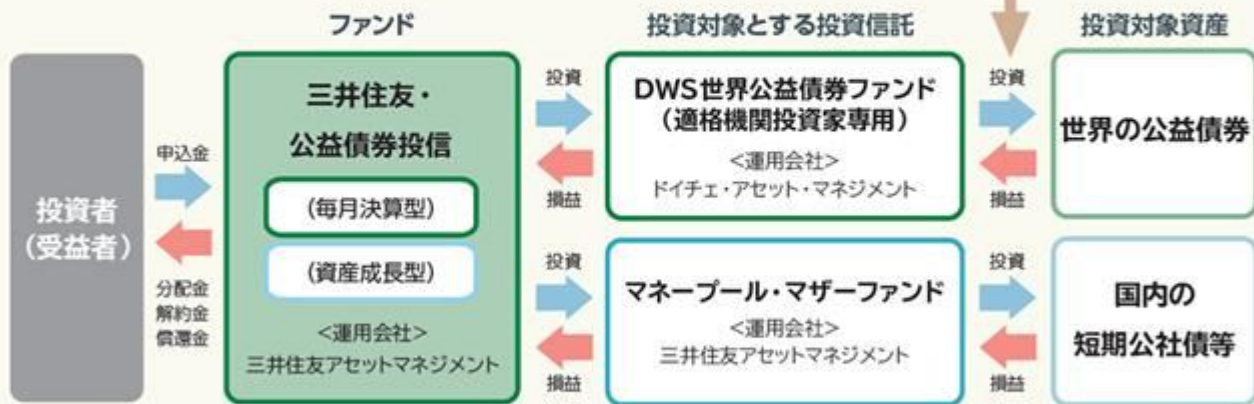 ファンド
投資対象とする投資信託
投資対象資産
投資者
(受益者)
申込金
分配金
解約金
償還金
三井住友・
公益債券投信
(毎月決算型)
(資産成長型)
<運用会社>
三井住友アセットマネジメント
投資
損益
投資
損益
DWS世界公益債券ファンド
(適格機関投資家専用)
<運用会社>
ドイチェ・アセット・マネジメント
マネープール・マザーファンド
<運用会社>
三井住友アセットマネジメント
投資
損益
投資
損益
世界の公益債券
国内の
短期公社債等